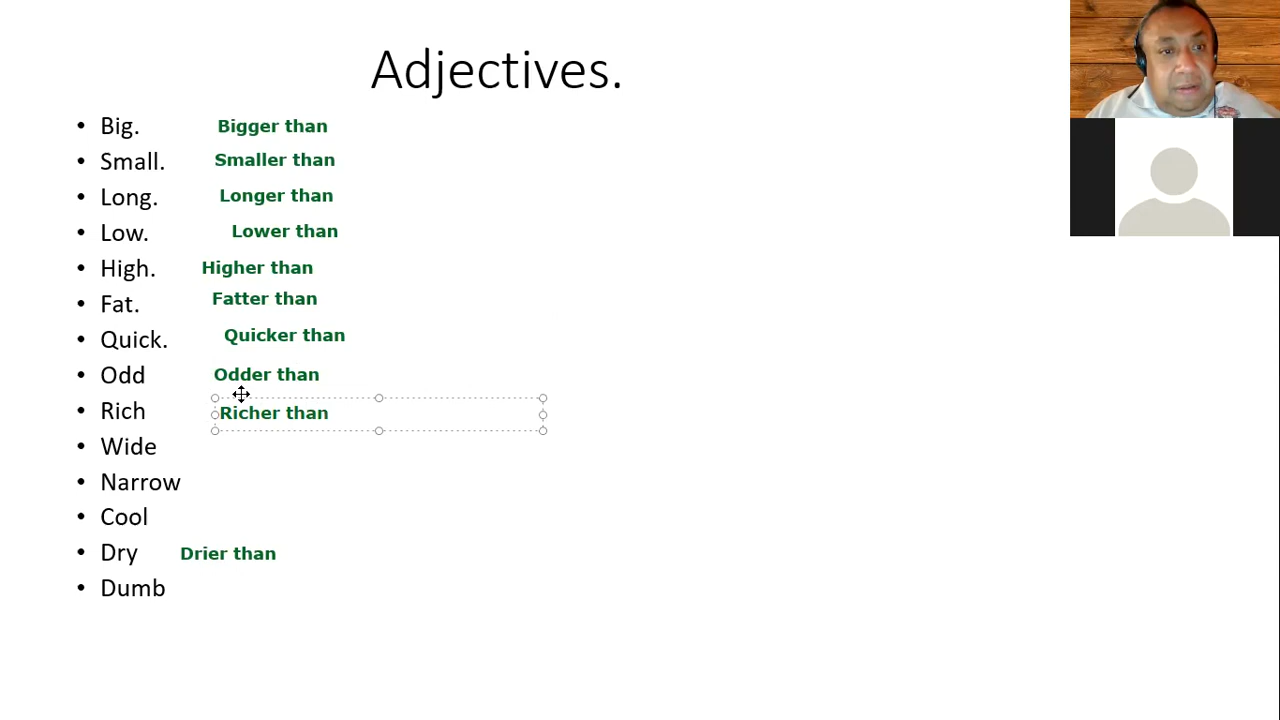 Adjectives.
• Big. Bigger than
• Small. Smaller than
• Long. Longer than
• Low. Lower than
• High. Higher than
• Fat. Fatter than
• Quick. Quicker than
• Odd Odder than
• Rich Richer than
• Wide
• Narrow
• Cool
• Dry Drier than
• Dumb